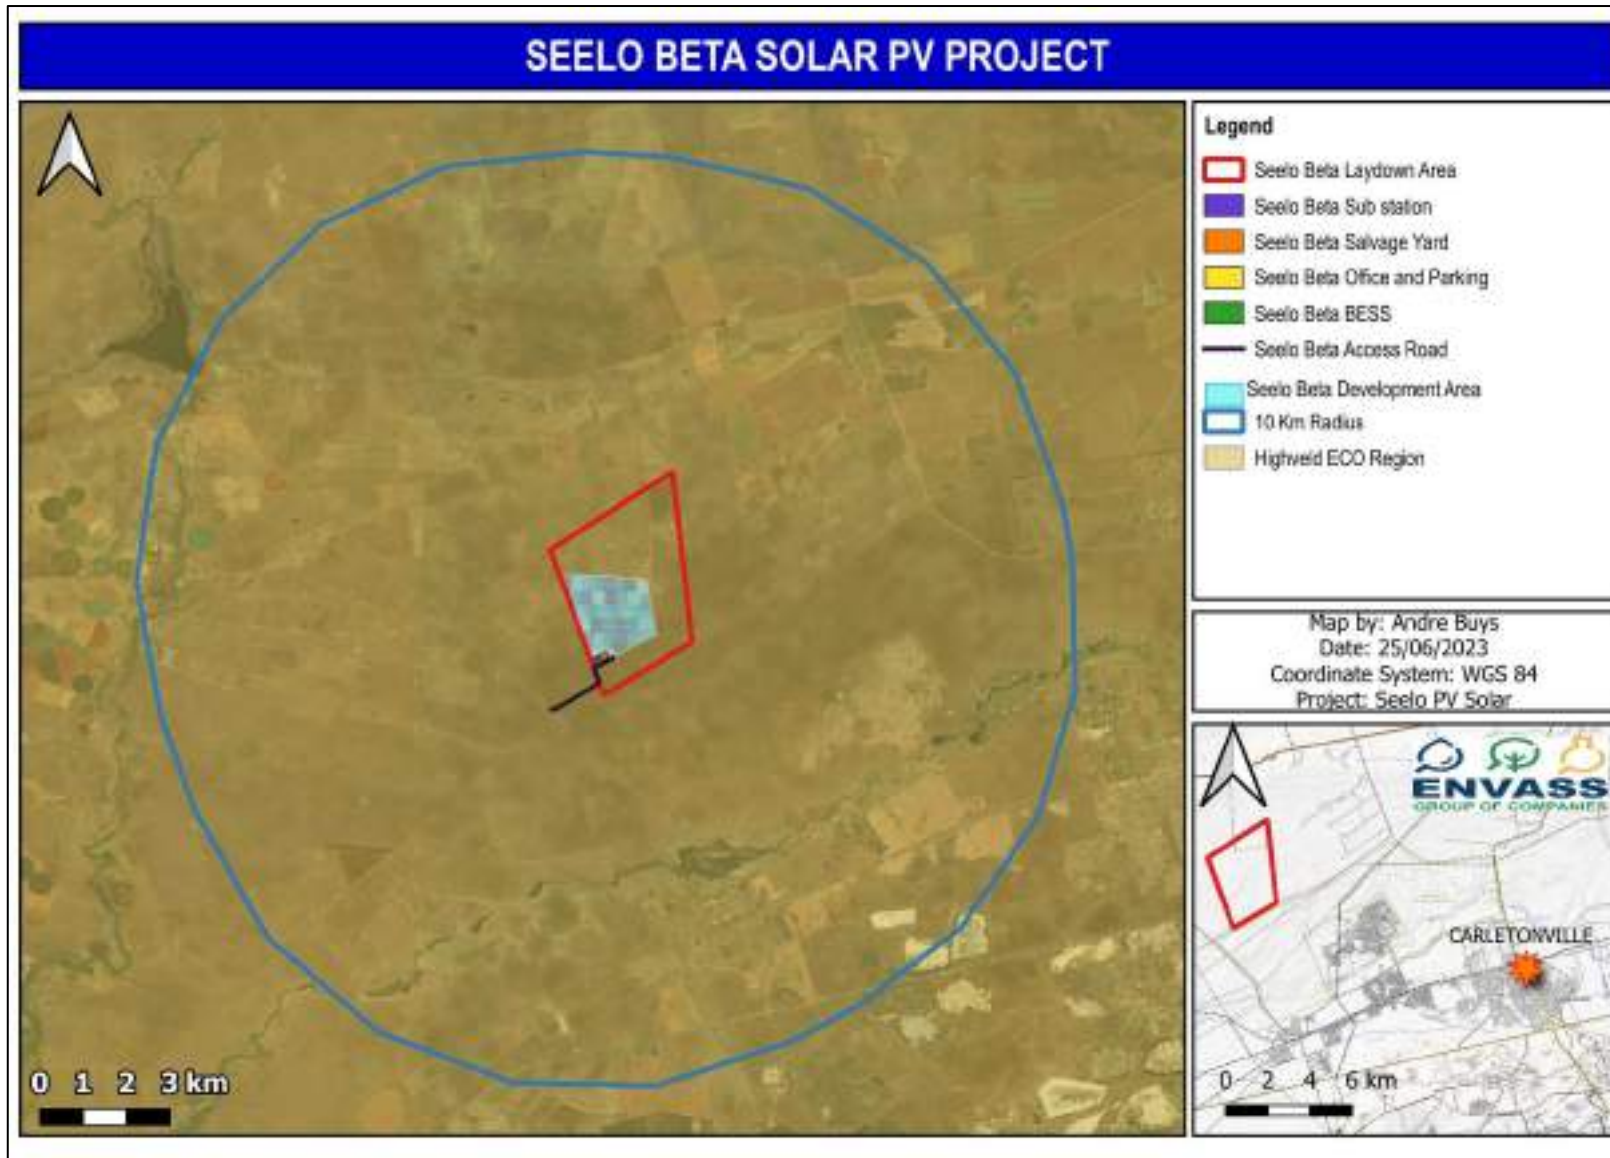 SEELO BETA SOLAR PV PROJECT
Legend
Seelo Beta Laydown Area
Seelo Beta Sub station
Seelo Beta Salvage Yard
Seelo Beta Office and Parking
Seelo Beta BESS
Seelo Beta Access Road
Seelo Beta Development Area
10 Km Radius
Highveld ECO Region
Map by: Andre Buys
Date: 25/06/2023
Coordinate System: WGS 84
Project: Seelo PV Solar
ENVASS
GROUP OF COMPANIES
CARLETONVILLE
0 2 4 6 km
0 1 2 3 km